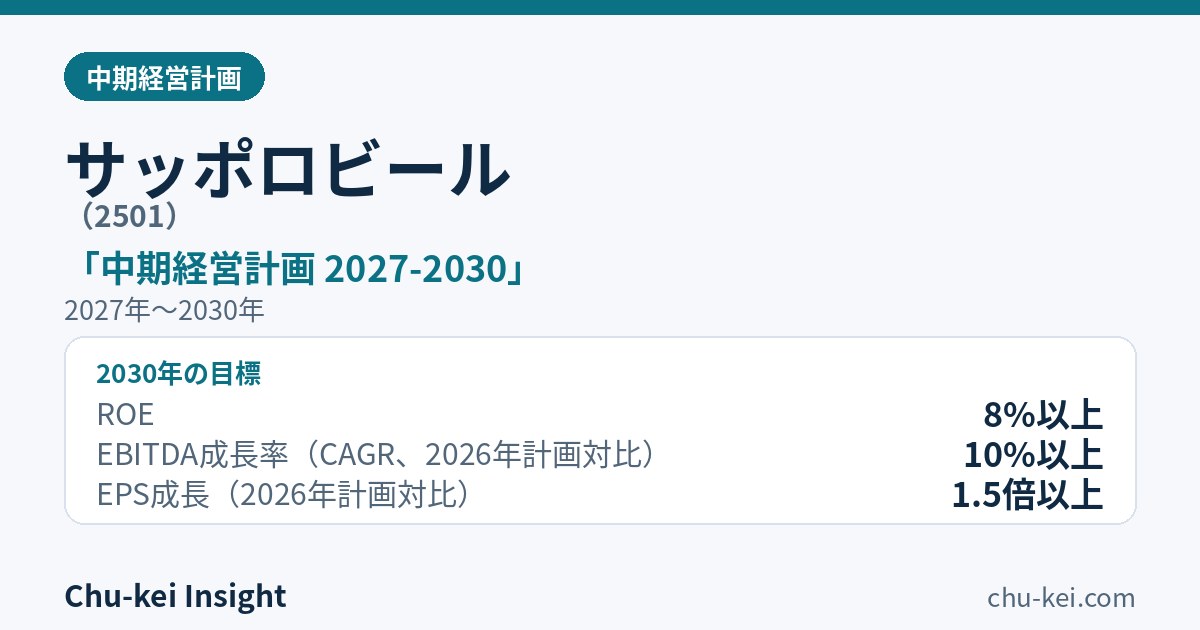 中期経営計画
サッポロビール
（2501）
「中期経営計画 2027-2030」
2027年〜2030年
2030年の目標
ROE 8%以上
EBITDA成長率（CAGR、2026年計画対比） 10%以上
EPS成長（2026年計画対比） 1.5倍以上
Chu-kei Insight chu-kei.com